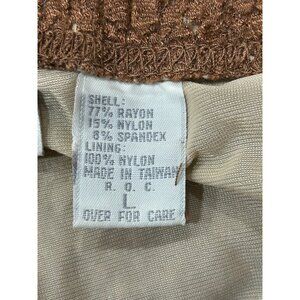 SHELL:
77% RAYON
15% NYLON
8% SPANDEX
LINING:
100% NYLON
MADE IN TAIWAN
R. O. C.
L
OVER FOR CARE